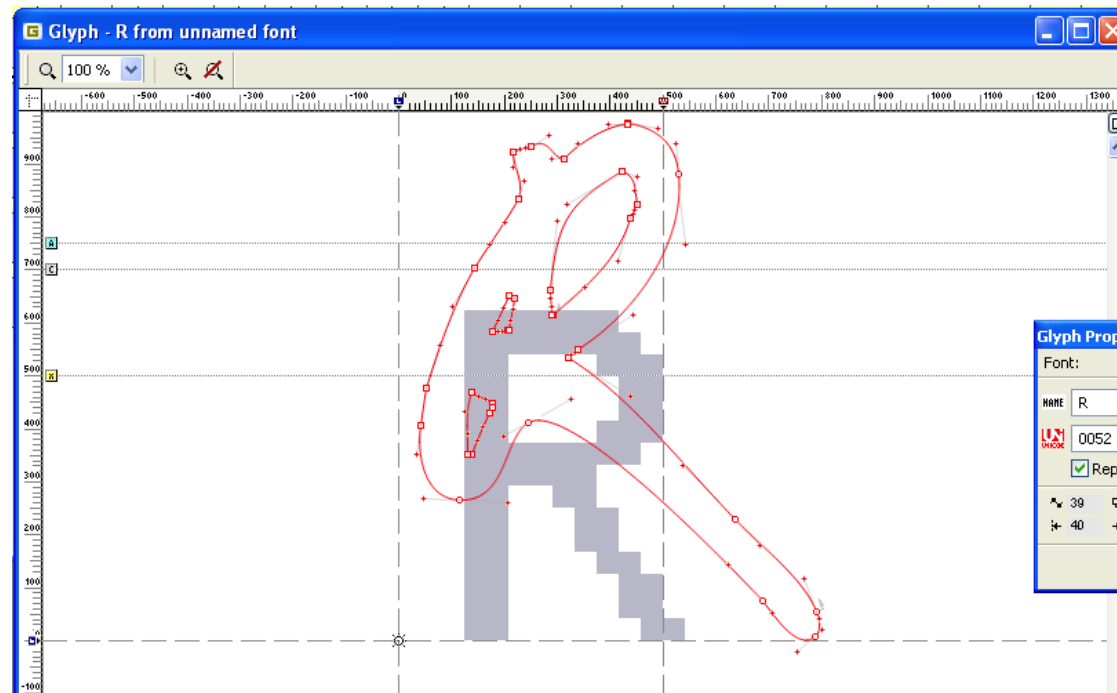 Glyph - R from unnamed font
100 %
-600 -500 -400 -300 -200 -100 0 100 200 300 400 500 600 700 800 900 1000 1100 1200 1300
L W
900
800
A
700 C
600
500 x
400
300
200
100
0
-100
Glyph Prop
Font:
NAME R
UNI CODE 0052
Rep
39
40